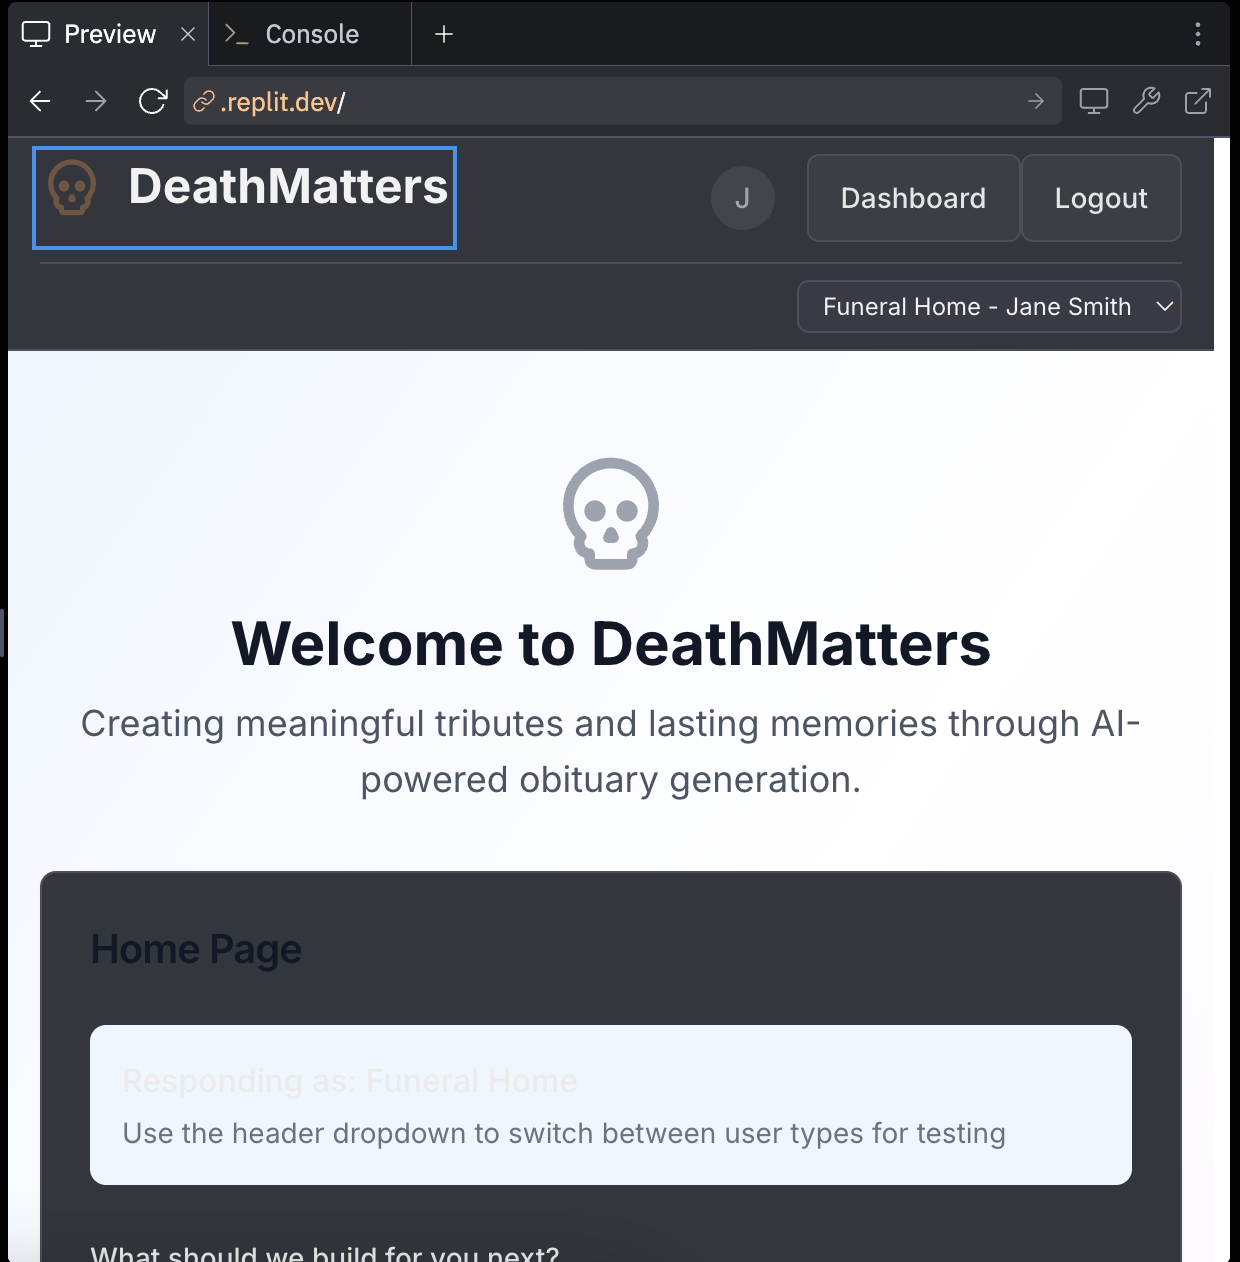 Preview
Console
.replit.dev/
DeathMatters
J
Dashboard
Logout
Funeral Home - Jane Smith
Welcome to DeathMatters
Creating meaningful tributes and lasting memories through AI-
powered obituary generation.
Home Page
Responding as: Funeral Home
Use the header dropdown to switch between user types for testing
What should we build for you next?